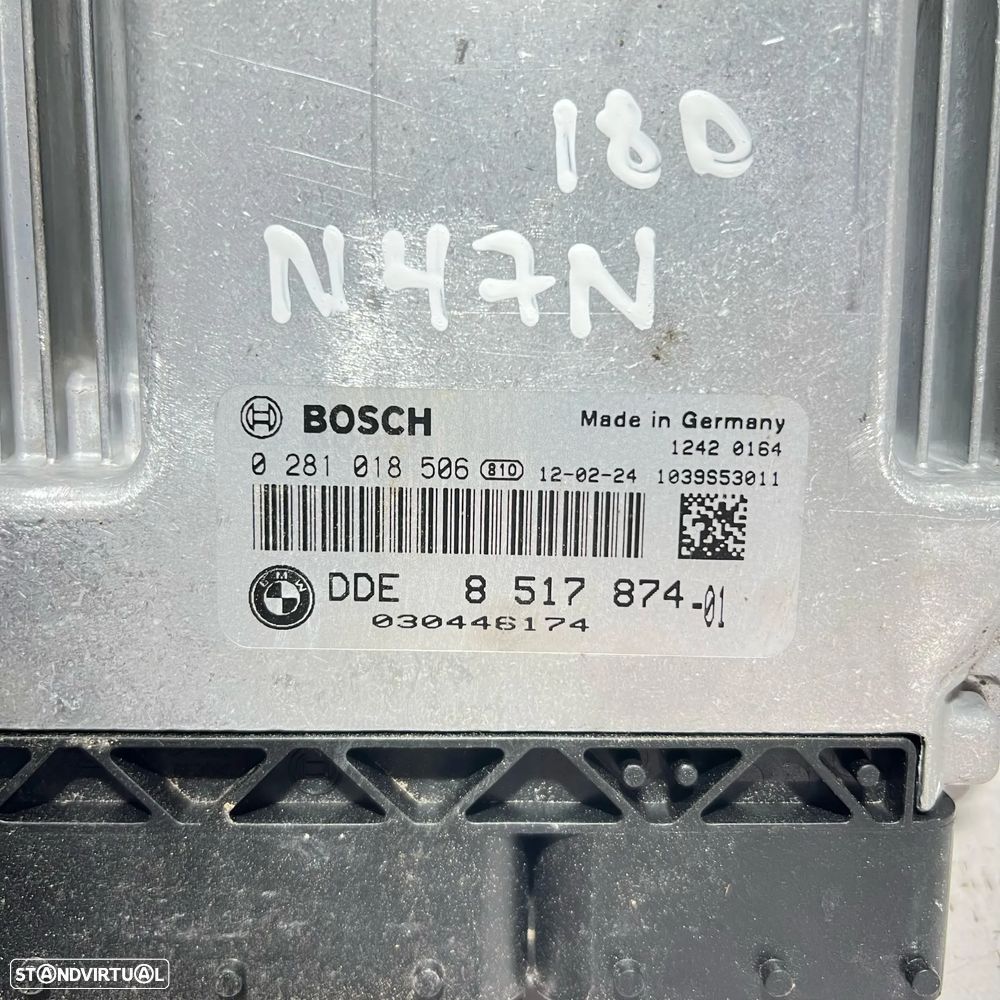 18D
N47N
BOSCH Made in Germany
1242 0164
0 281 018 506 810 12-02-24 1039S53011
BMW DDE 8 517 874-01
030446174
STANDVIRTUAL